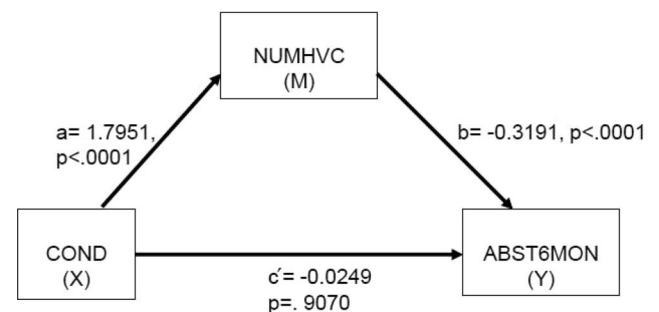 NUMHVC
(M)
a= 1.7951,
p<.0001
b= -0.3191, p<.0001
COND
(X)
ABST6MON
(Y)
c′= -0.0249
p=. 9070